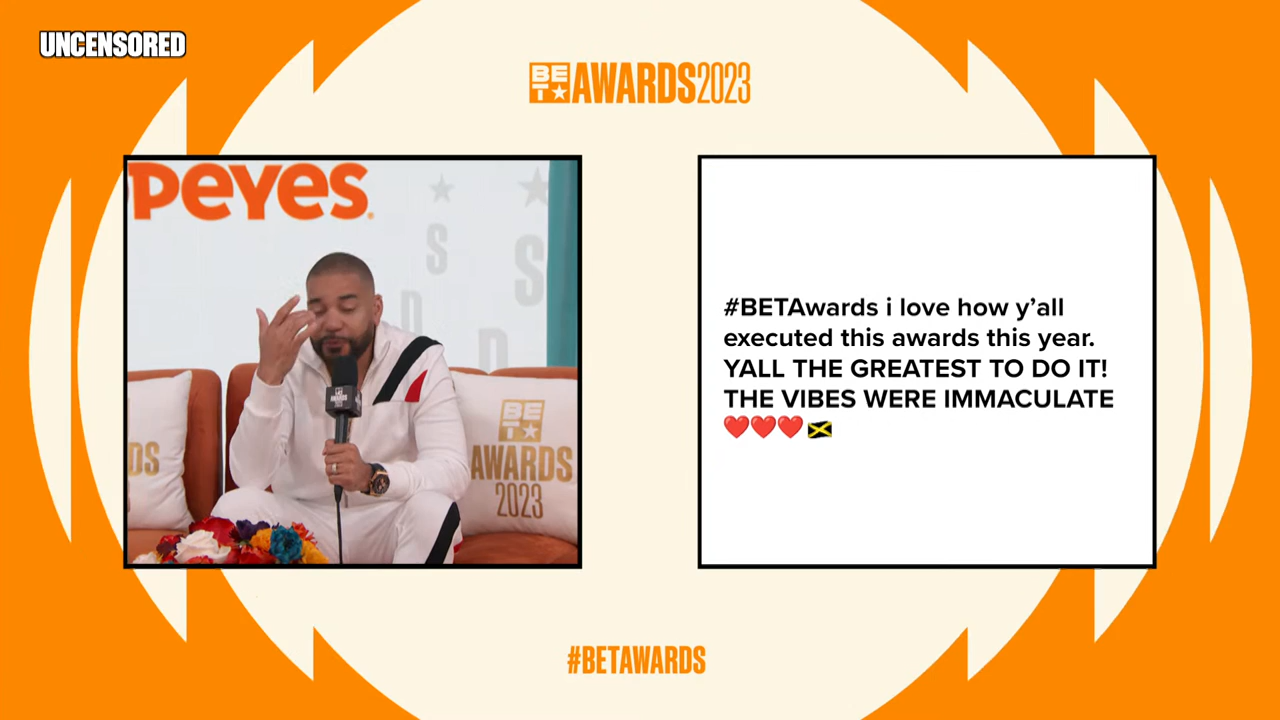 UNCENSORED
BET★AWARDS2023
PEYES
S
S
D
D
DS
BET★
AWARDS
2023
#BETAwards i love how y’all
executed this awards this year.
YALL THE GREATEST TO DO IT!
THE VIBES WERE IMMACULATE
❤️❤️❤️🇯🇲
#BETAWARDS